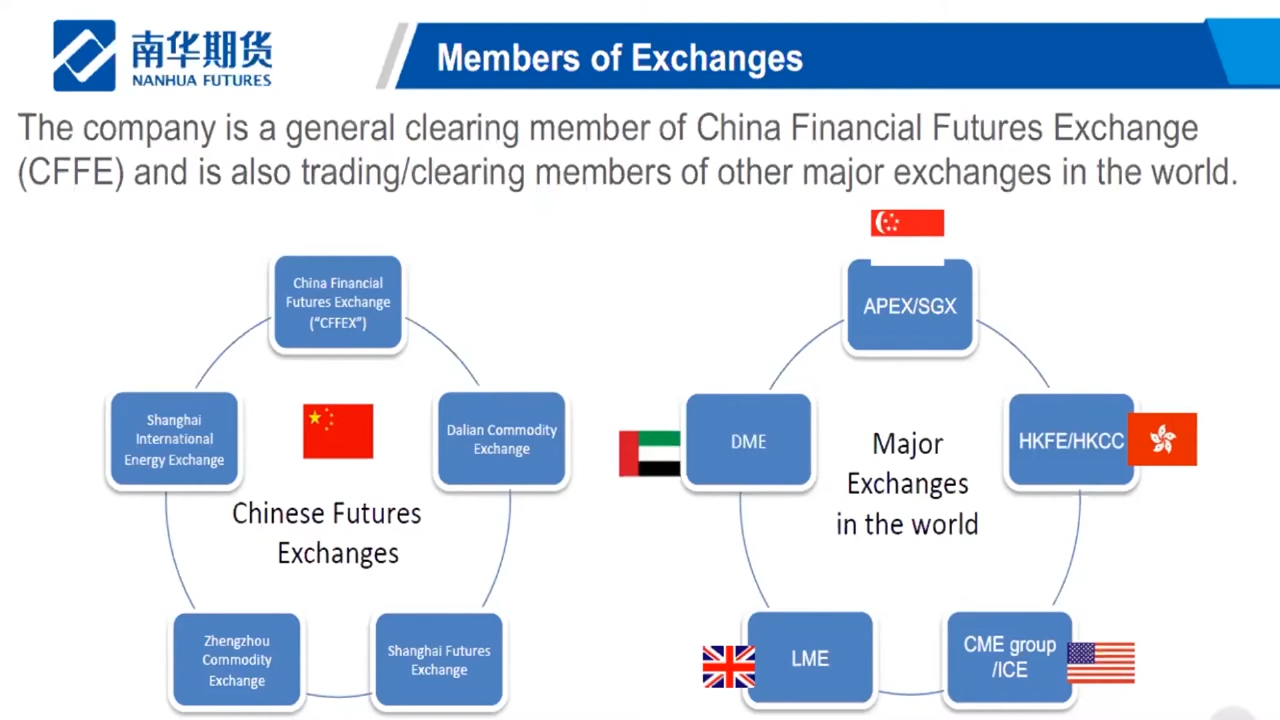 南华期货
NANHUA FUTURES
Members of Exchanges
The company is a general clearing member of China Financial Futures Exchange
(CFFE) and is also trading/clearing members of other major exchanges in the world.
China Financial
Futures Exchange
(“CFFEX”)
Shanghai
International
Energy Exchange
Dalian Commodity
Exchange
Chinese Futures
Exchanges
Zhengzhou
Commodity
Exchange
Shanghai Futures
Exchange
APEX/SGX
DME
HKFE/HKCC
Major
Exchanges
in the world
LME
CME group
/ICE